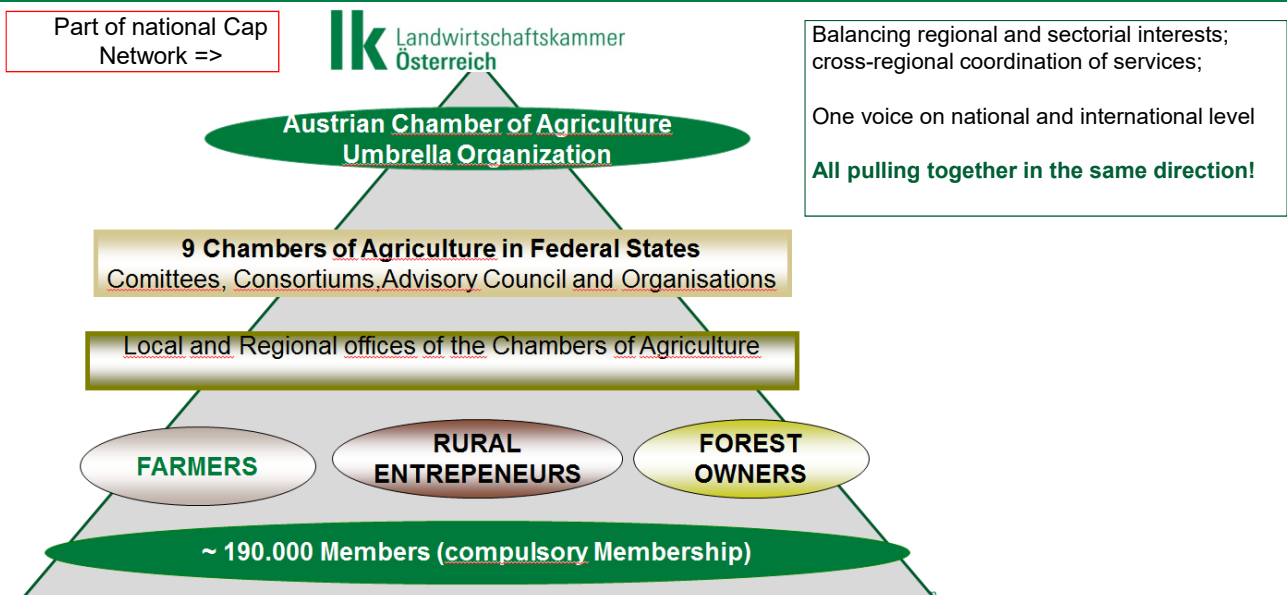 Part of national Cap
Network =>
lk Landwirtschaftskammer
Österreich
Balancing regional and sectorial interests;
cross-regional coordination of services;
One voice on national and international level
All pulling together in the same direction!
Austrian Chamber of Agriculture
Umbrella Organization
9 Chambers of Agriculture in Federal States
Comittees, Consortiums,Advisory Council and Organisations
Local and Regional offices of the Chambers of Agriculture
FARMERS
RURAL
ENTREPENEURS
FOREST
OWNERS
~ 190.000 Members (compulsory Membership)